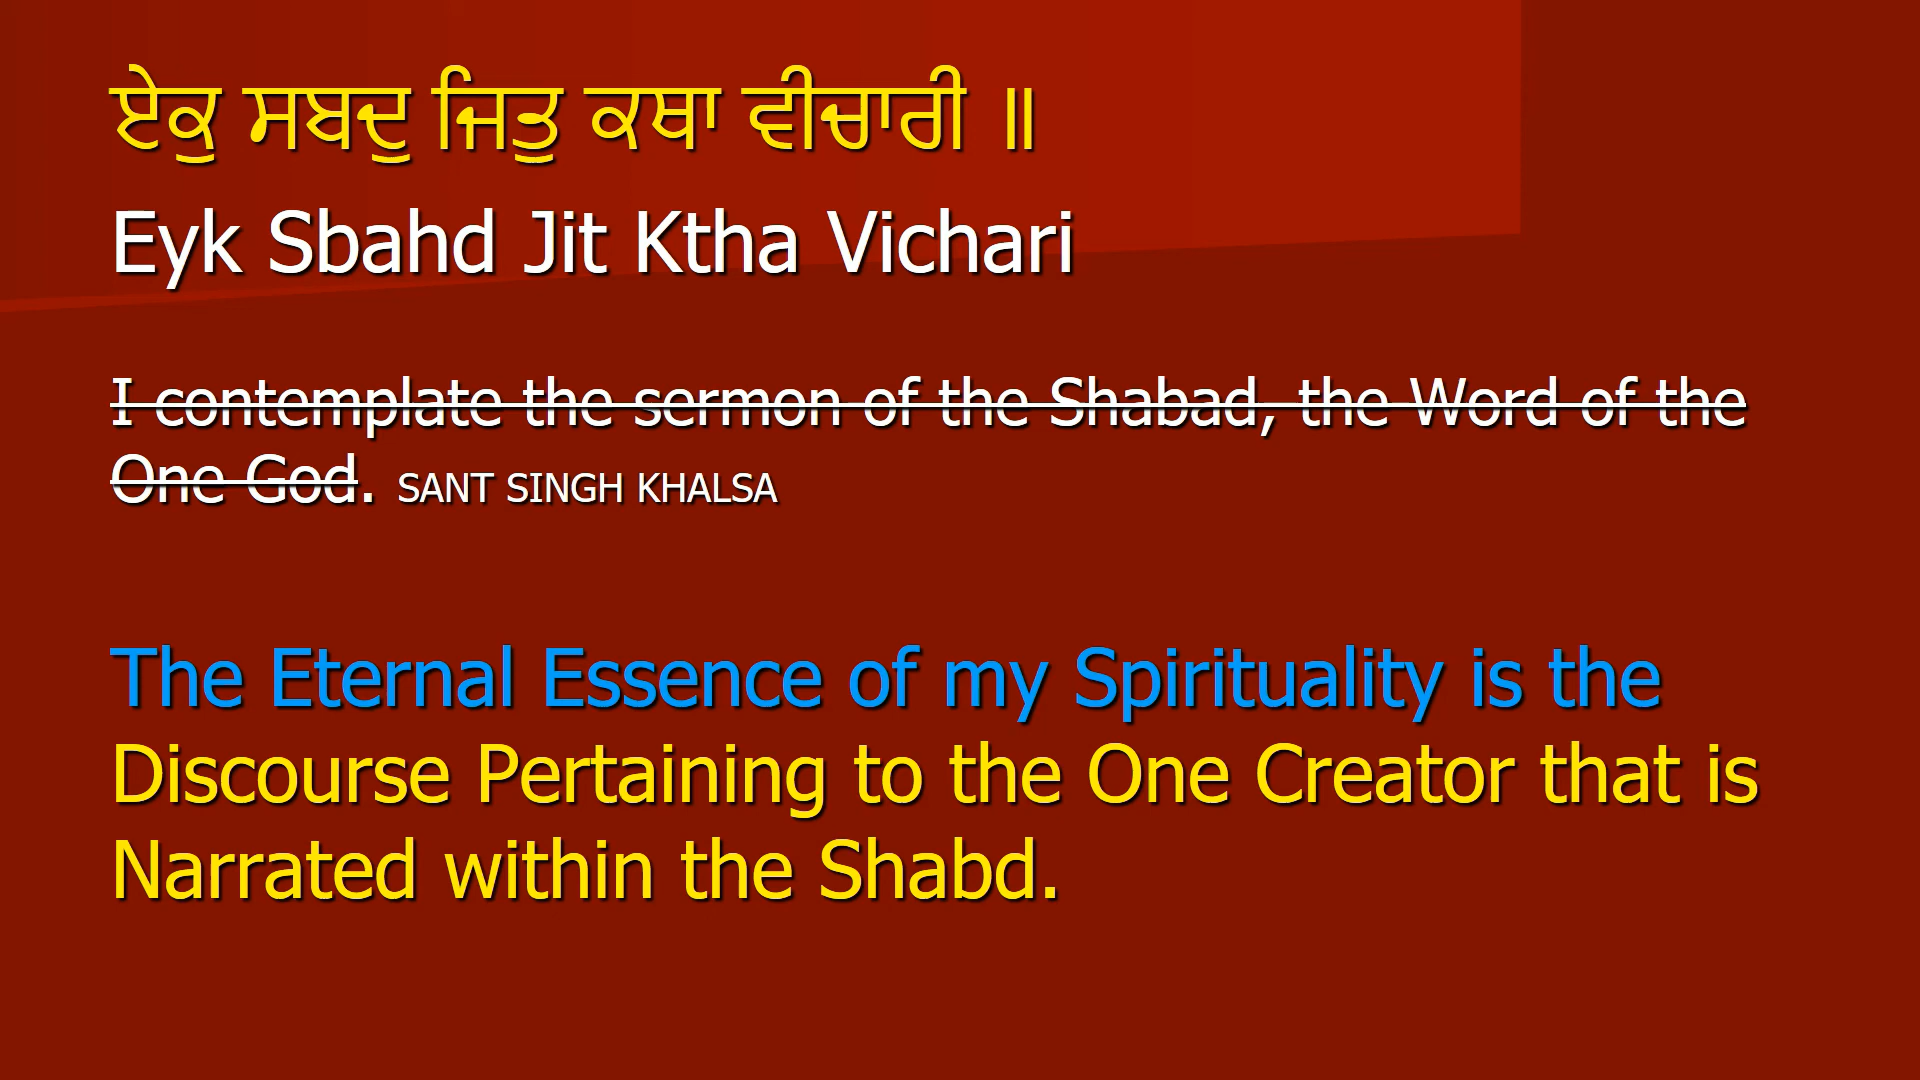 ਏਕੁ ਸਬਦੁ ਜਿਤੁ ਕਥਾ ਵੀਚਾਰੀ ॥
Eyk Sbahd Jit Ktha Vichari
I contemplate the sermon of the Shabad, the Word of the
One God. SANT SINGH KHALSA
The Eternal Essence of my Spirituality is the
Discourse Pertaining to the One Creator that is
Narrated within the Shabd.